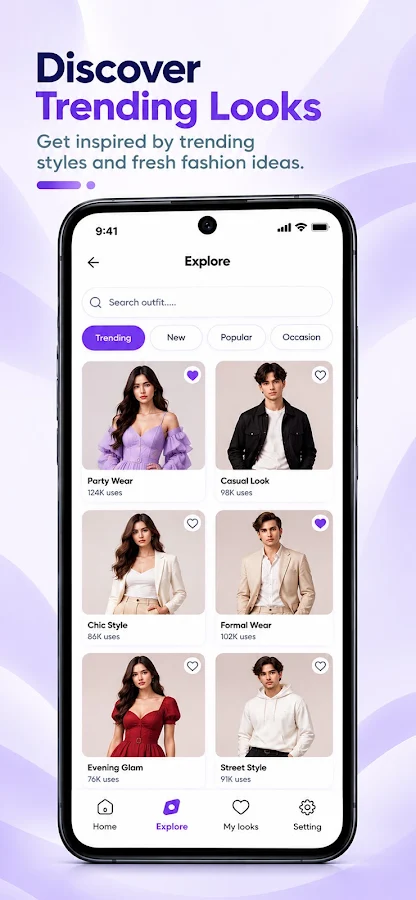 Discover
Trending Looks
Get inspired by trending
styles and fresh fashion ideas.
9:41
Explore
Search outfit.....
Trending New Popular Occasion
Party Wear Casual Look
124K uses 98K uses
Chic Style Formal Wear
86K uses 102K uses
Evening Glam Street Style
76K uses 91K uses
Home Explore My looks Setting